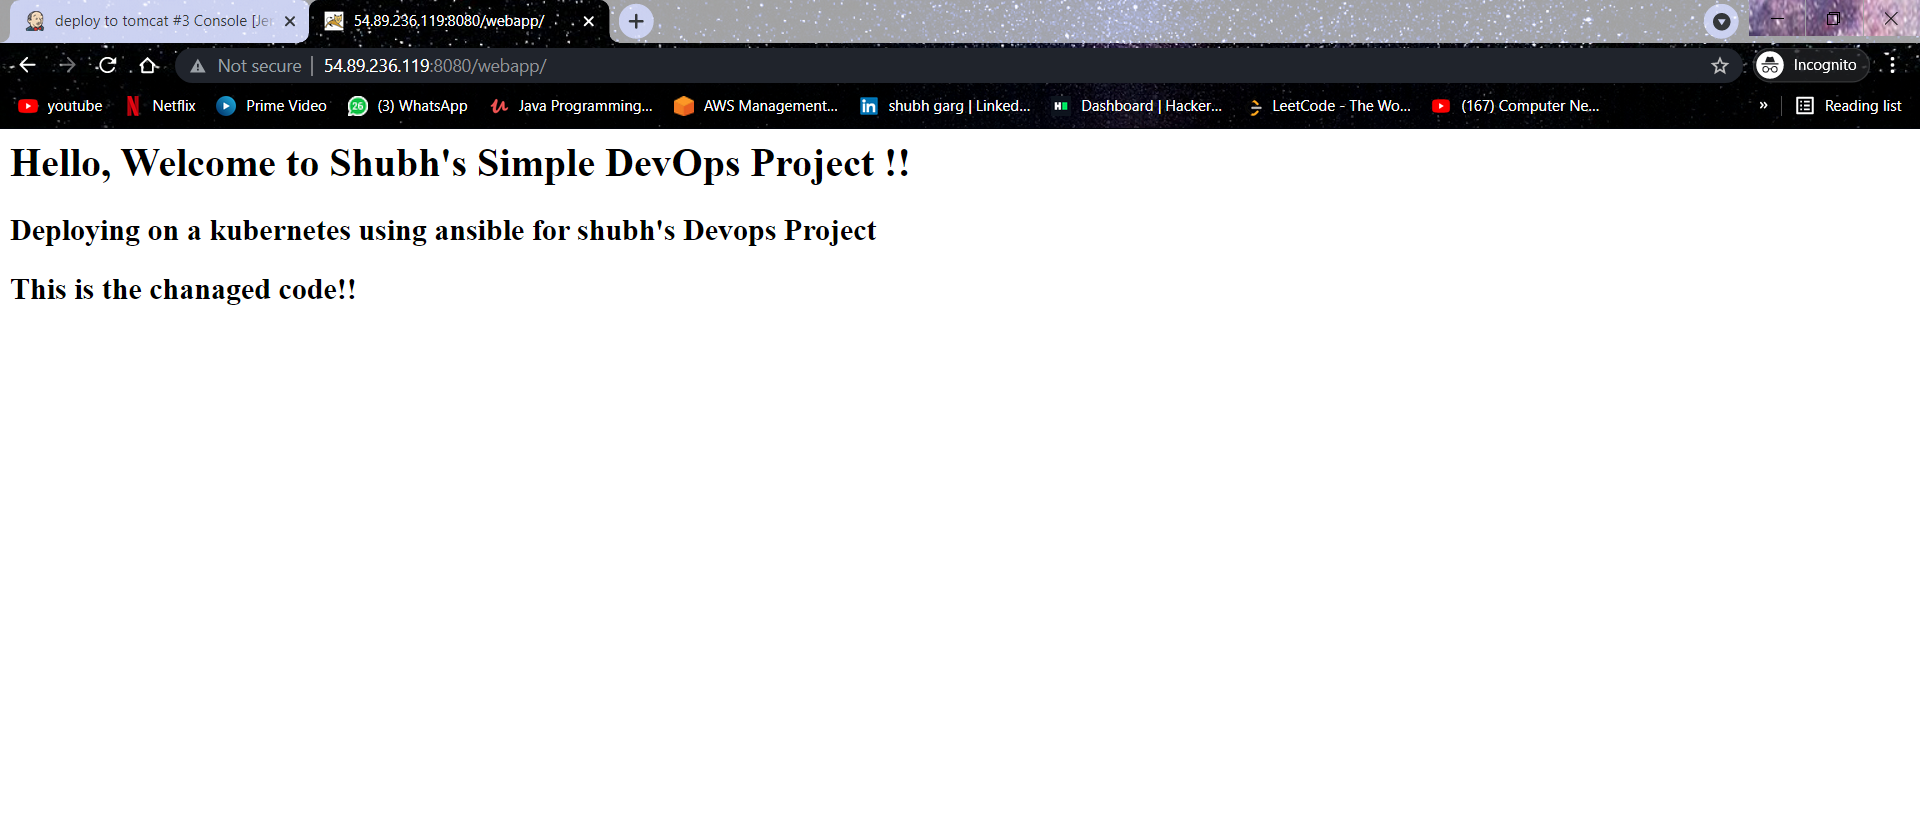 deploy to tomcat #3 Console [Jer
54.89.236.119:8080/webapp/
Not secure | 54.89.236.119:8080/webapp/
Incognito
youtube Netflix Prime Video 26 (3) WhatsApp Java Programming... AWS Management... in shubh garg | Linked... Dashboard | Hacker... LeetCode - The Wo... (167) Computer Ne... » Reading list
Hello, Welcome to Shubh's Simple DevOps Project !!
Deploying on a kubernetes using ansible for shubh's Devops Project
This is the chanaged code!!